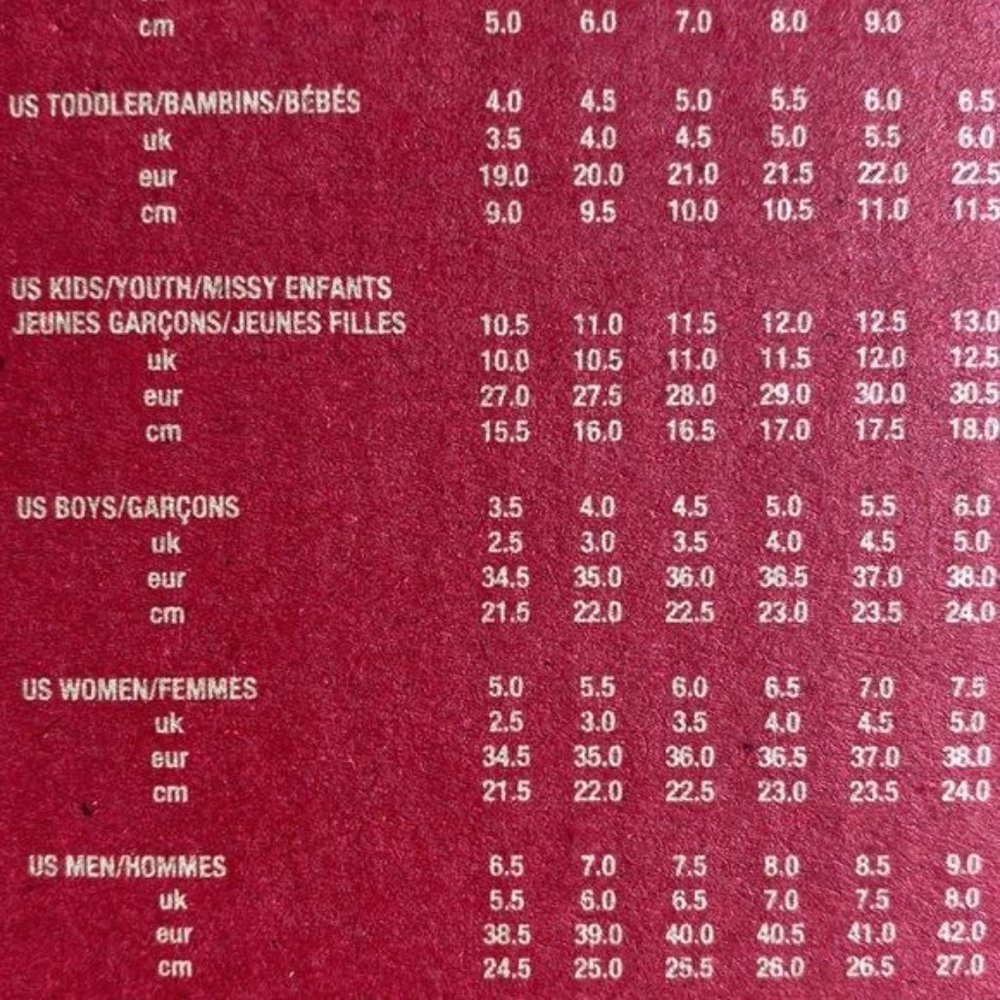 cm 5.0 6.0 7.0 8.0 9.0
US TODDLER/BAMBINS/BÉBÉS 4.0 4.5 5.0 5.5 6.0 6.5
uk 3.5 4.0 4.5 5.0 5.5 6.0
eur 19.0 20.0 21.0 21.5 22.0 22.5
cm 9.0 9.5 10.0 10.5 11.0 11.5
US KIDS/YOUTH/MISSY ENFANTS
JEUNES GARÇONS/JEUNES FILLES 10.5 11.0 11.5 12.0 12.5 13.0
uk 10.0 10.5 11.0 11.5 12.0 12.5
eur 27.0 27.5 28.0 29.0 30.0 30.5
cm 15.5 16.0 16.5 17.0 17.5 18.0
US BOYS/GARÇONS 3.5 4.0 4.5 5.0 5.5 6.0
uk 2.5 3.0 3.5 4.0 4.5 5.0
eur 34.5 35.0 36.0 36.5 37.0 38.0
cm 21.5 22.0 22.5 23.0 23.5 24.0
US WOMEN/FEMMES 5.0 5.5 6.0 6.5 7.0 7.5
uk 2.5 3.0 3.5 4.0 4.5 5.0
eur 34.5 35.0 36.0 36.5 37.0 38.0
cm 21.5 22.0 22.5 23.0 23.5 24.0
US MEN/HOMMES 6.5 7.0 7.5 8.0 8.5 9.0
uk 5.5 6.0 6.5 7.0 7.5 8.0
eur 38.5 39.0 40.0 40.5 41.0 42.0
cm 24.5 25.0 25.5 26.0 26.5 27.0